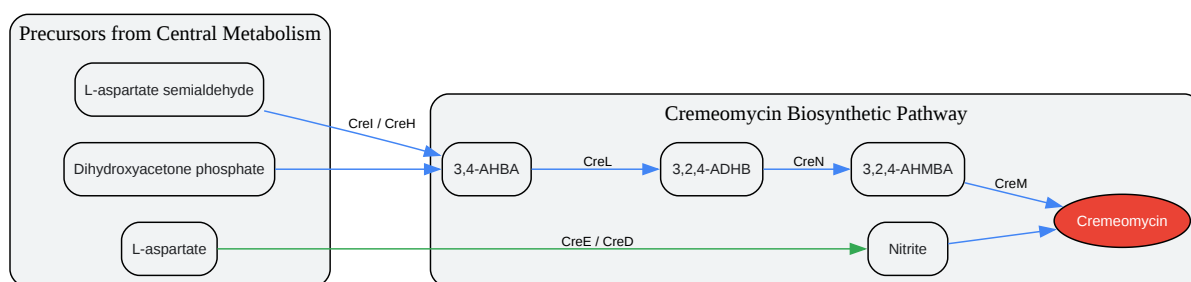 Precursors from Central Metabolism
L-aspartate semialdehyde
Dihydroxyacetone phosphate
L-aspartate
CreI / CreH
Cremeomycin Biosynthetic Pathway
3,4-AHBA
CreL
3,2,4-ADHB
CreN
3,2,4-AHMBA
CreM
Cremeomycin
CreE / CreD
Nitrite